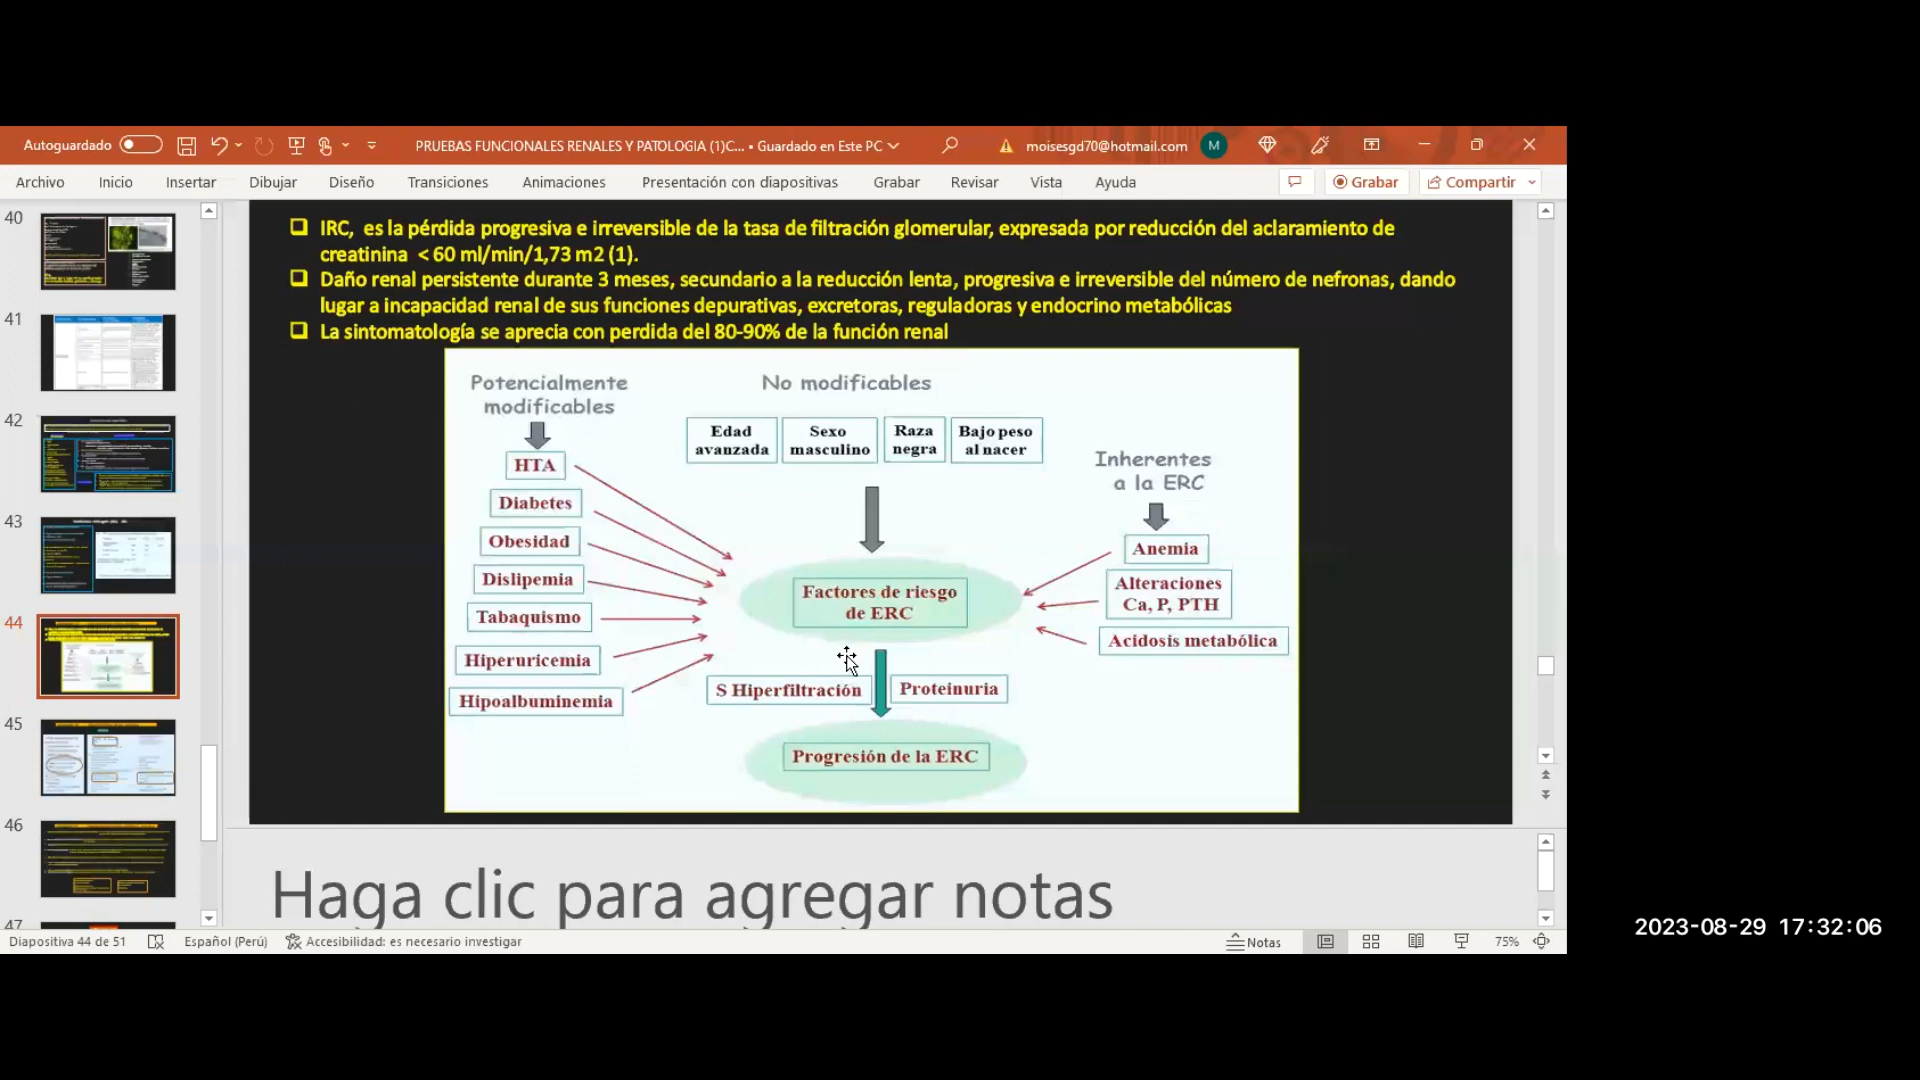 Autoguardado
PRUEBAS FUNCIONALES RENALES Y PATOLOGIA (1)C... • Guardado en Este PC
moisesgd70@hotmail.com
M
Archivo Inicio Insertar Dibujar Diseño Transiciones Animaciones Presentación con diapositivas Grabar Revisar Vista Ayuda
Grabar
Compartir
40
41
42
43
44
45
46
47
IRC, es la pérdida progresiva e irreversible de la tasa de filtración glomerular, expresada por reducción del aclaramiento de
creatinina < 60 ml/min/1,73 m2 (1).
Daño renal persistente durante 3 meses, secundario a la reducción lenta, progresiva e irreversible del número de nefronas, dando
lugar a incapacidad renal de sus funciones depurativas, excretoras, reguladoras y endocrino metabólicas
La sintomatología se aprecia con perdida del 80-90% de la función renal
Potencialmente
modificables
HTA
Diabetes
Obesidad
Dislipemia
Tabaquismo
Hiperuricemia
Hipoalbuminemia
No modificables
Edad
avanzada
Sexo
masculino
Raza
negra
Bajo peso
al nacer
Inherentes
a la ERC
Anemia
Alteraciones
Ca, P, PTH
Acidosis metabólica
Factores de riesgo
de ERC
S Hiperfiltración
Proteinuria
Progresión de la ERC
Haga clic para agregar notas
Diapositiva 44 de 51
Español (Perú)
Accesibilidad: es necesario investigar
Notas
75%
2023-08-29 17:32:06